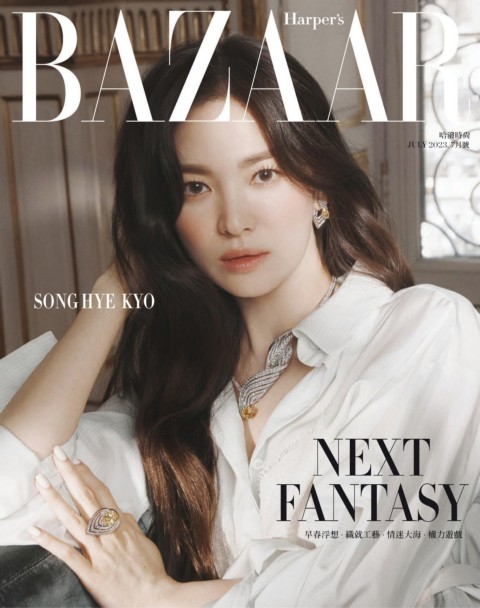 Harper's
BAZAAR
哈潑時尚
JULY 2023 7月號
SONG HYE KYO
NEXT
FANTASY
早春浮想·織就工藝·情迷大海·權力遊戲